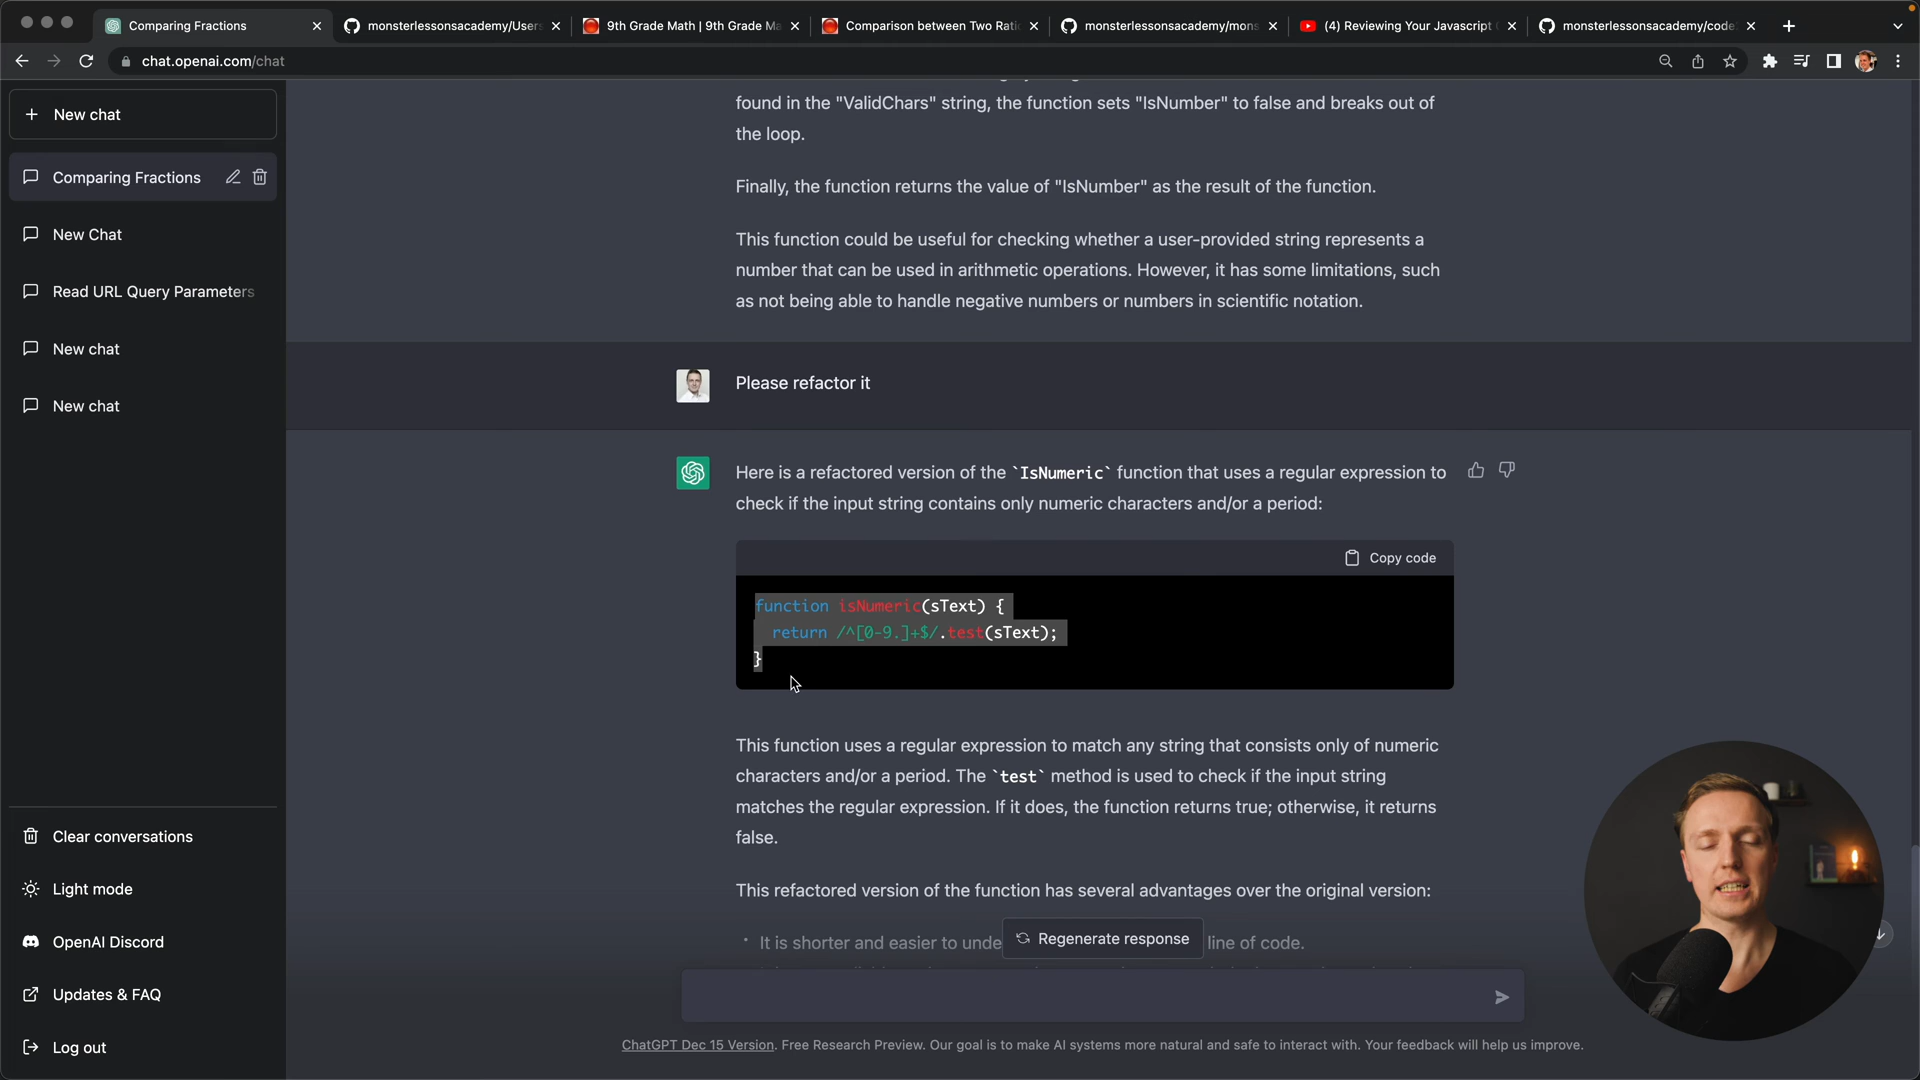 Comparing Fractions
monsterlessonsacademy/Users
9th Grade Math | 9th Grade Ma
Comparison between Two Ratio
monsterlessonsacademy/mons
(4) Reviewing Your Javascript
monsterlessonsacademy/code
chat.openai.com/chat
New chat
Comparing Fractions
New Chat
Read URL Query Parameters
New chat
New chat
found in the "ValidChars" string, the function sets "IsNumber" to false and breaks out of
the loop.
Finally, the function returns the value of "IsNumber" as the result of the function.
This function could be useful for checking whether a user-provided string represents a
number that can be used in arithmetic operations. However, it has some limitations, such
as not being able to handle negative numbers or numbers in scientific notation.
Please refactor it
Here is a refactored version of the `IsNumeric` function that uses a regular expression to
check if the input string contains only numeric characters and/or a period:
Copy code
function isNumeric(sText) {
return /^[0-9.]+$/.test(sText);
}
This function uses a regular expression to match any string that consists only of numeric
characters and/or a period. The `test` method is used to check if the input string
matches the regular expression. If it does, the function returns true; otherwise, it returns
false.
This refactored version of the function has several advantages over the original version:
It is shorter and easier to unde
Regenerate response
line of code.
Clear conversations
Light mode
OpenAI Discord
Updates & FAQ
Log out
ChatGPT Dec 15 Version. Free Research Preview. Our goal is to make AI systems more natural and safe to interact with. Your feedback will help us improve.